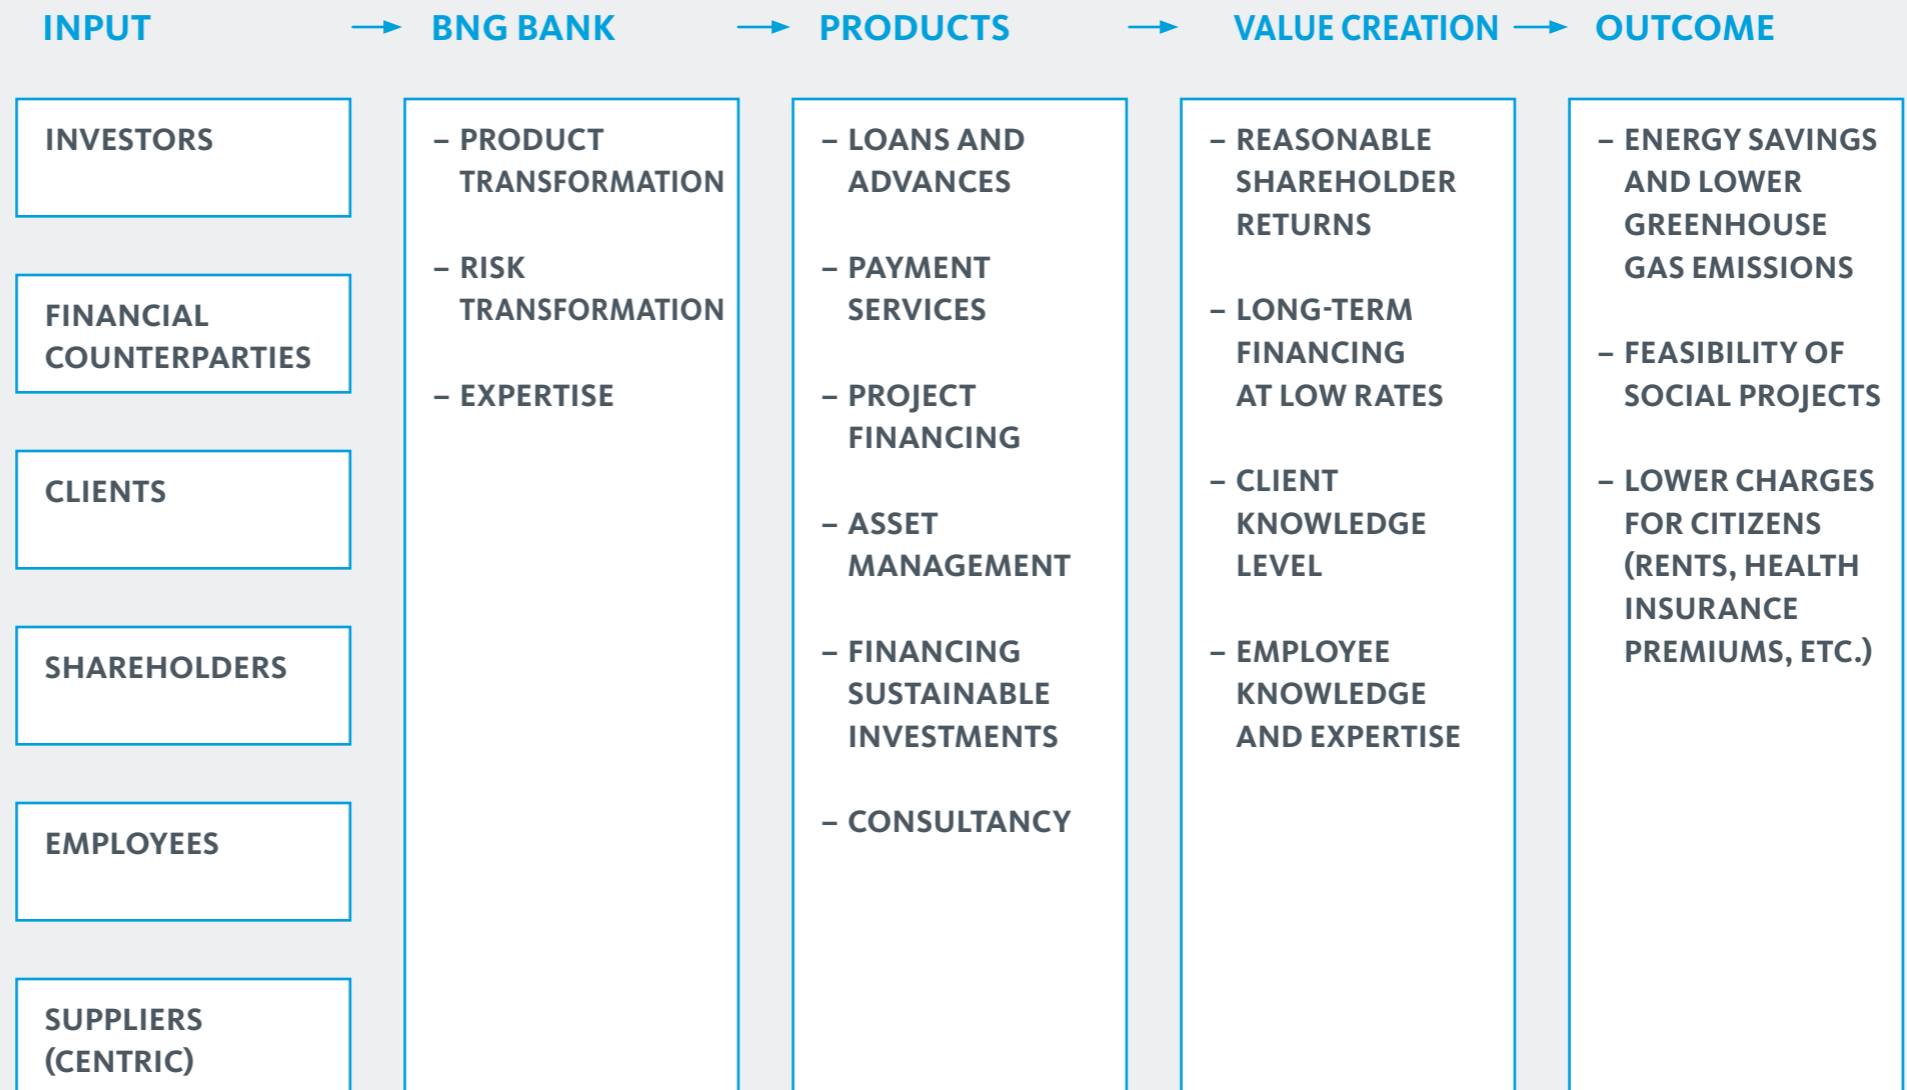 INPUT → BNG BANK → PRODUCTS → VALUE CREATION → OUTCOME
INVESTORS
FINANCIAL
COUNTERPARTIES
CLIENTS
SHAREHOLDERS
EMPLOYEES
SUPPLIERS
(CENTRIC)
– PRODUCT
TRANSFORMATION
– RISK
TRANSFORMATION
– EXPERTISE
– LOANS AND
ADVANCES
– PAYMENT
SERVICES
– PROJECT
FINANCING
– ASSET
MANAGEMENT
– FINANCING
SUSTAINABLE
INVESTMENTS
– CONSULTANCY
– REASONABLE
SHAREHOLDER
RETURNS
– LONG-TERM
FINANCING
AT LOW RATES
– CLIENT
KNOWLEDGE
LEVEL
– EMPLOYEE
KNOWLEDGE
AND EXPERTISE
– ENERGY SAVINGS
AND LOWER
GREENHOUSE
GAS EMISSIONS
– FEASIBILITY OF
SOCIAL PROJECTS
– LOWER CHARGES
FOR CITIZENS
(RENTS, HEALTH
INSURANCE
PREMIUMS, ETC.)